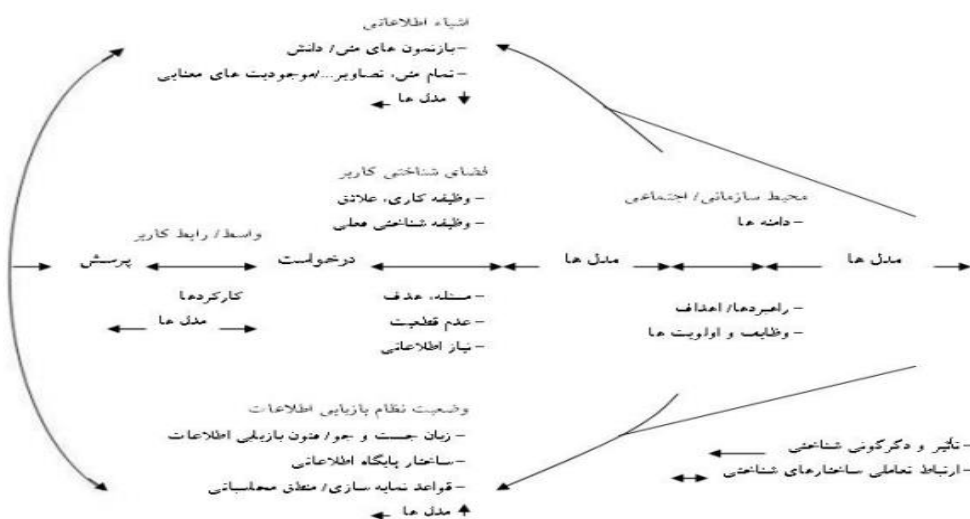 اشیاء اطلاعاتی
– بازنمون های متن/ دانش
– تمام متن، تصاویر.../موجودیت های معنایی
مدل ها
فضای شناختی کاربر
– وظیفه کاری، علائق
– وظیفه شناختی فعلی
محیط سازمانی/ اجتماعی
– دامنه ها
واسط/ رابط کاربر
مدل ها
مدل ها
درخواست
پرسش
کارکردها
مدل ها
– مسئله، هدف
– عدم قطعیت
– نیاز اطلاعاتی
– راهبردها/ اهداف
– وظایف و اولویت ها
وضعیت نظام بازیابی اطلاعات
– زبان جست و جو/ فنون بازیابی اطلاعات
– ساختار پایگاه اطلاعاتی
– قواعد نمایه سازی/ منطق محاسباتی
مدل ها
– تأثیر و دگرگونی شناختی
– ارتباط تعاملی ساختارهای شناختی